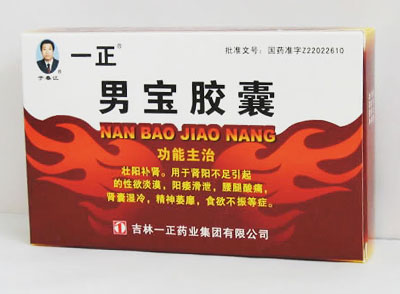 一正®
批准文号：国药准字Z22022610
于春江
男宝胶囊
NAN BAO JIAO NANG
功能主治
壮阳补肾。用于肾阳不足引起
的性欲淡漠，阳痿滑泄，腰腿酸痛，
肾囊湿冷，精神萎靡，食欲不振等症。
吉林一正药业集团有限公司